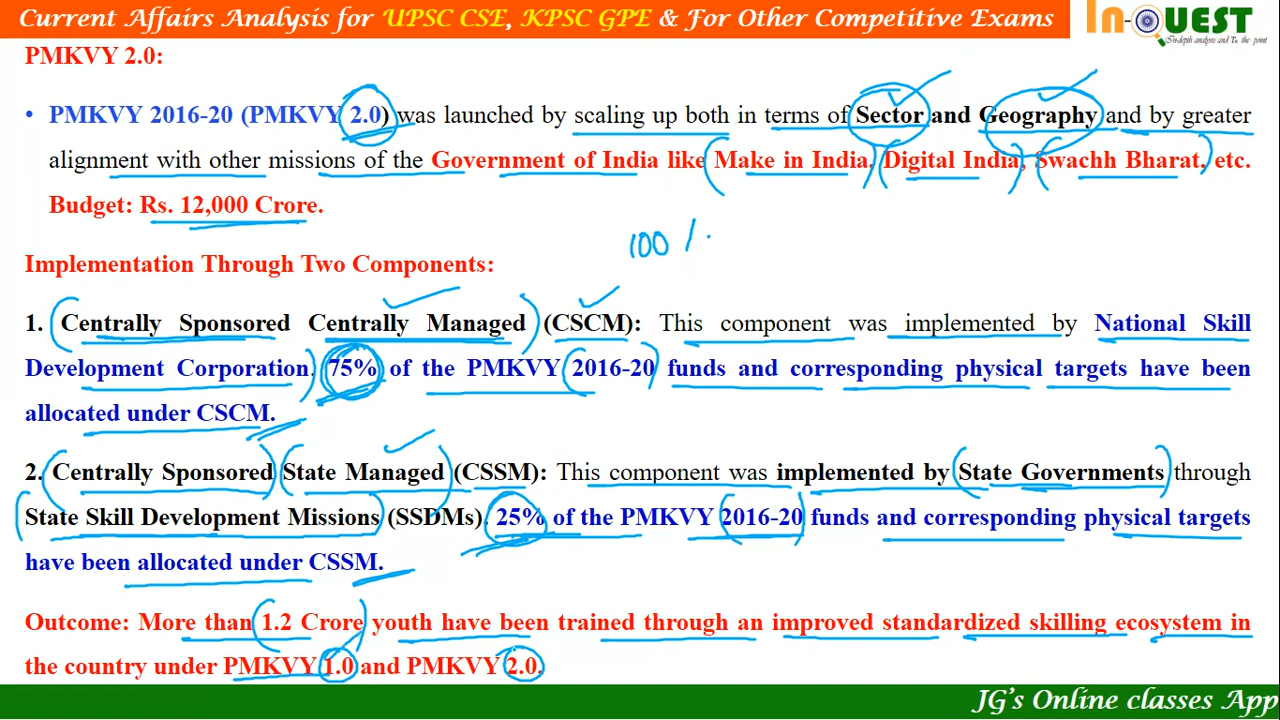 Current Affairs Analysis for UPSC CSE, KPSC GPE & For Other Competitive Exams
In-QUEST
In-depth analysis and To the point
PMKVY 2.0:
• PMKVY 2016-20 (PMKVY 2.0) was launched by scaling up both in terms of Sector and Geography and by greater
alignment with other missions of the Government of India like Make in India, Digital India, Swachh Bharat, etc.
Budget: Rs. 12,000 Crore.
100 %
Implementation Through Two Components:
1. Centrally Sponsored Centrally Managed (CSCM): This component was implemented by National Skill
Development Corporation. 75% of the PMKVY 2016-20 funds and corresponding physical targets have been
allocated under CSCM.
2. Centrally Sponsored State Managed (CSSM): This component was implemented by State Governments through
State Skill Development Missions (SSDMs). 25% of the PMKVY 2016-20 funds and corresponding physical targets
have been allocated under CSSM.
Outcome: More than 1.2 Crore youth have been trained through an improved standardized skilling ecosystem in
the country under PMKVY 1.0 and PMKVY 2.0.
JG's Online classes App